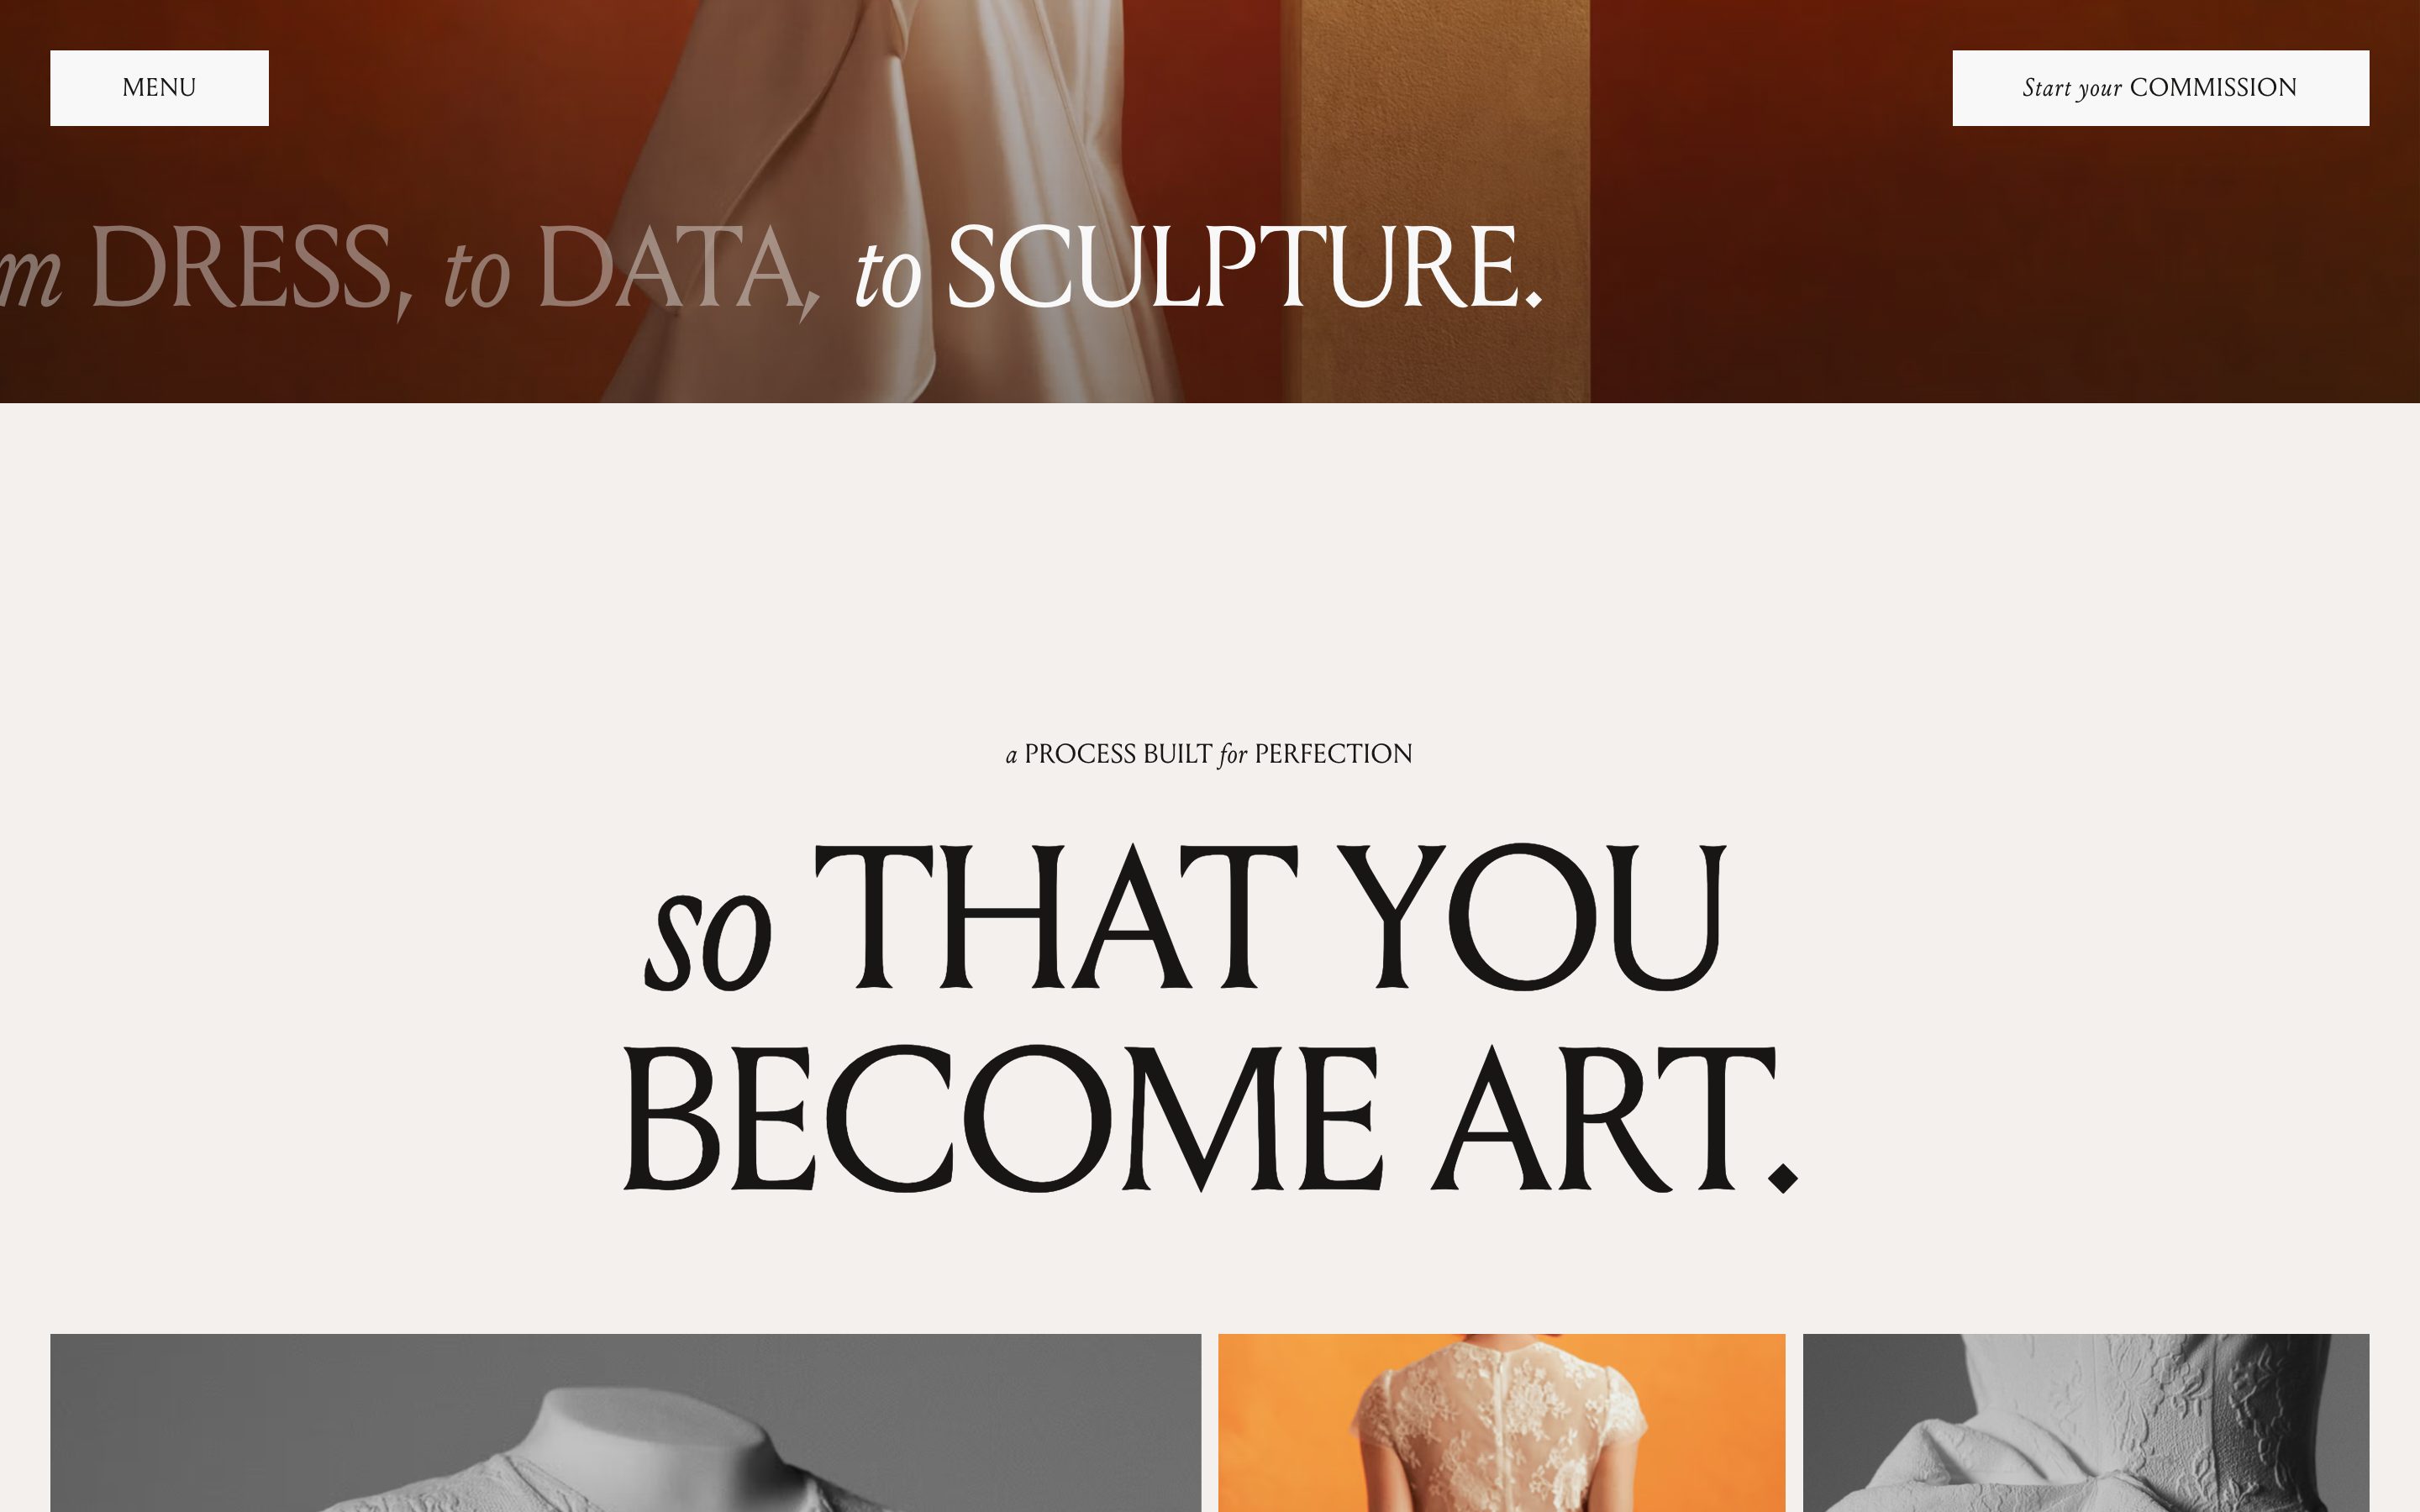 MENU
Start your COMMISSION
m DRESS, to DATA, to SCULPTURE.
a PROCESS BUILT for PERFECTION
so THAT YOU
BECOME ART.